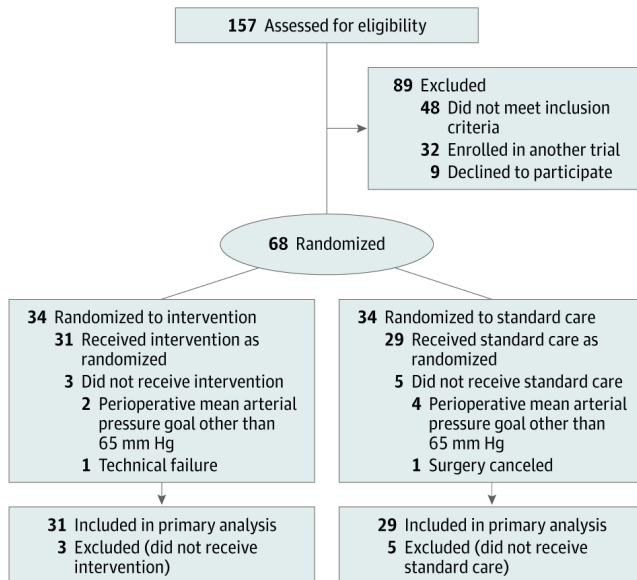 157 Assessed for eligibility
89 Excluded
48 Did not meet inclusion
criteria
32 Enrolled in another trial
9 Declined to participate
68 Randomized
34 Randomized to intervention
31 Received intervention as
randomized
3 Did not receive intervention
2 Perioperative mean arterial
pressure goal other than
65 mm Hg
1 Technical failure
34 Randomized to standard care
29 Received standard care as
randomized
5 Did not receive standard care
4 Perioperative mean arterial
pressure goal other than
65 mm Hg
1 Surgery canceled
31 Included in primary analysis
3 Excluded (did not receive
intervention)
29 Included in primary analysis
5 Excluded (did not receive
standard care)